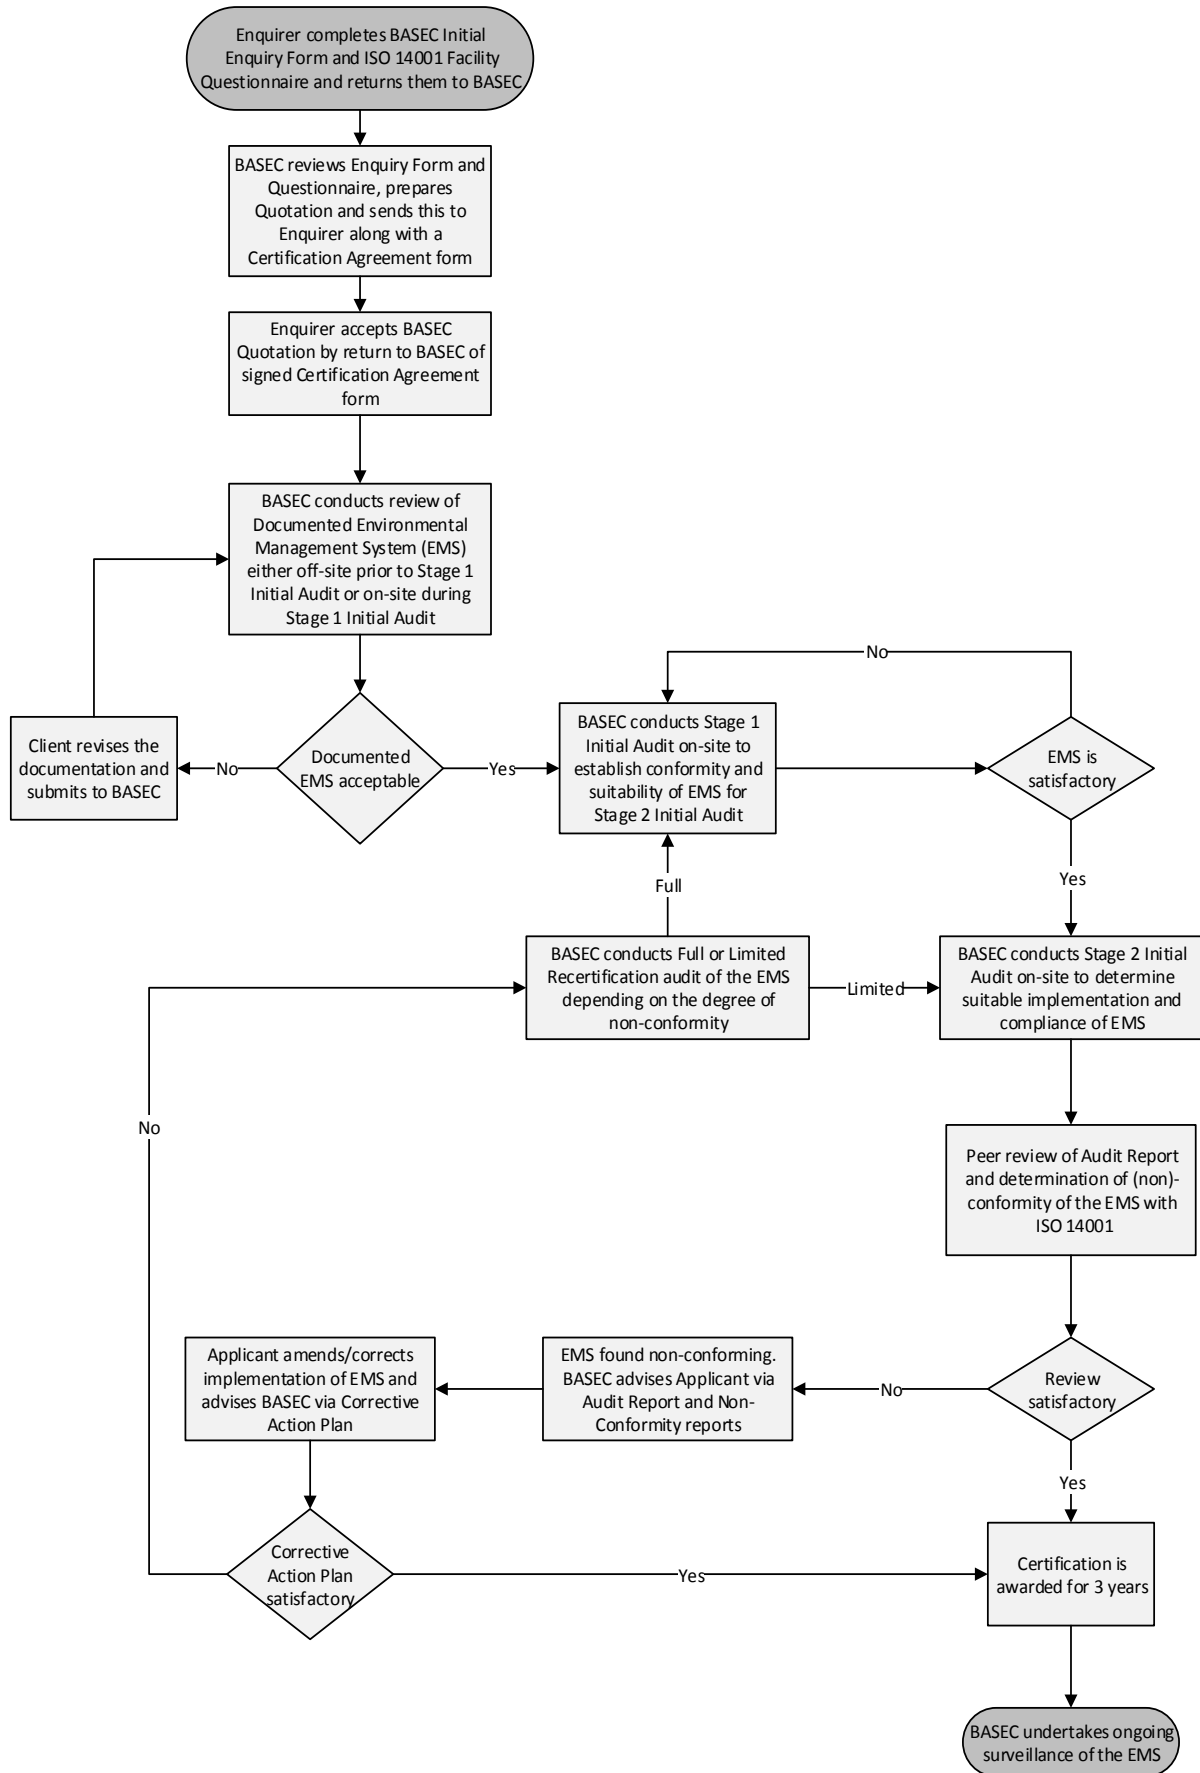 Enquirer completes BASEC Initial
Enquiry Form and ISO 14001 Facility
Questionnaire and returns them to BASEC
BASEC reviews Enquiry Form and
Questionnaire, prepares
Quotation and sends this to
Enquirer along with a
Certification Agreement form
Enquirer accepts BASEC
Quotation by return to BASEC of
signed Certification Agreement
form
BASEC conducts review of
Documented Environmental
Management System (EMS)
either off-site prior to Stage 1
Initial Audit or on-site during
Stage 1 Initial Audit
Client revises the
documentation and
submits to BASEC
No
Documented
EMS acceptable
Yes
BASEC conducts Stage 1
Initial Audit on-site to
establish conformity and
suitability of EMS for
Stage 2 Initial Audit
No
EMS is
satisfactory
Yes
Full
BASEC conducts Full or Limited
Recertification audit of the EMS
depending on the degree of
non-conformity
Limited
BASEC conducts Stage 2 Initial
Audit on-site to determine
suitable implementation and
compliance of EMS
No
Peer review of Audit Report
and determination of (non)-
conformity of the EMS with
ISO 14001
Applicant amends/corrects
implementation of EMS and
advises BASEC via Corrective
Action Plan
EMS found non-conforming.
BASEC advises Applicant via
Audit Report and Non-
Conformity reports
No
Review
satisfactory
Yes
Corrective
Action Plan
satisfactory
Yes
Certification is
awarded for 3 years
BASEC undertakes ongoing
surveillance of the EMS